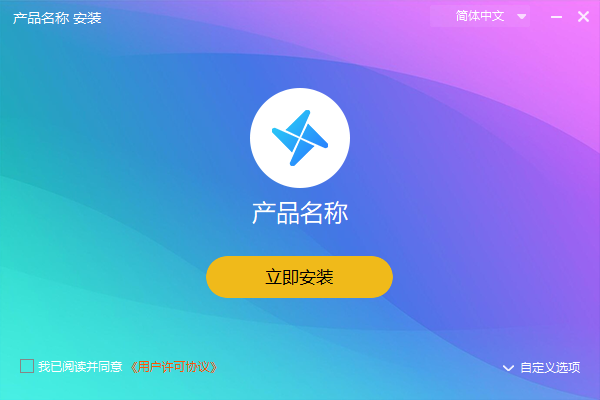 产品名称 安装
简体中文
产品名称
立即安装
我已阅读并同意 《用户许可协议》
自定义选项